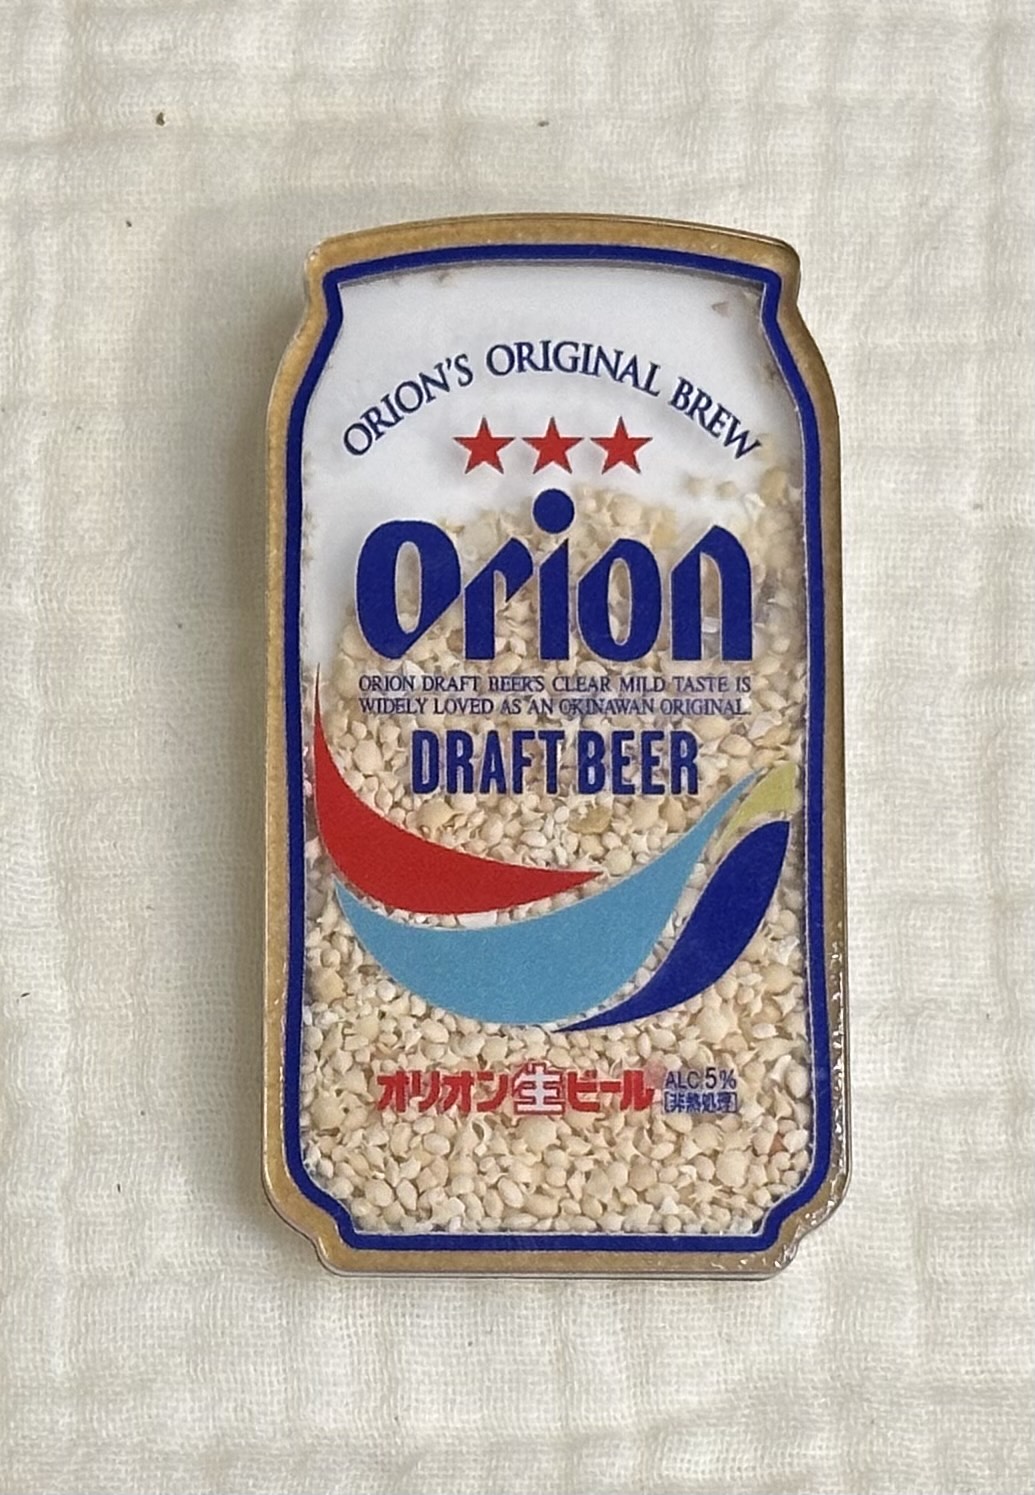 ORION'S ORIGINAL BREW
Orion
ORION DRAFT BEER'S CLEAR MILD TASTE IS
WIDELY LOVED AS AN OKINAWAN ORIGINAL.
DRAFT BEER
オリオン生ビール
ALC.5%
[非熱処理]